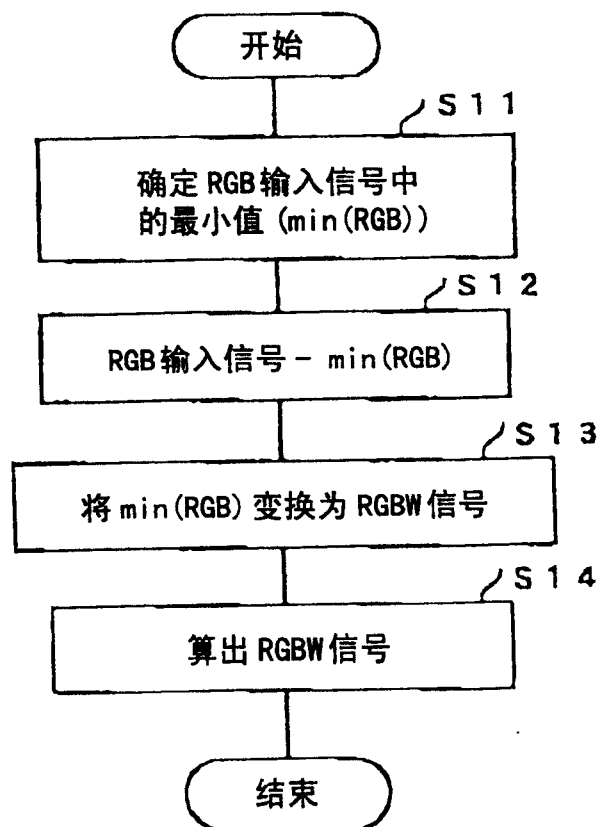 开始
S11
确定RGB输入信号中
的最小值(min(RGB))
S12
RGB输入信号- min(RGB)
S13
将min(RGB)变换为RGBW信号
S14
算出RGBW信号
结束